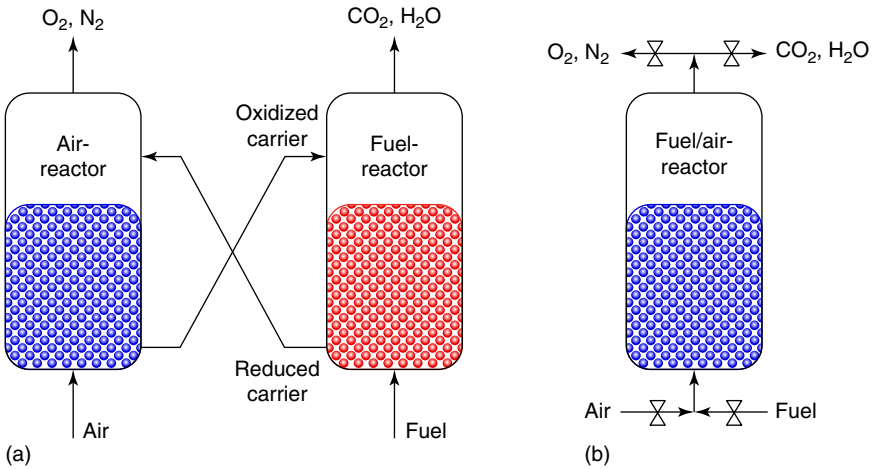 O₂, N₂
CO₂, H₂O
Air-
reactor
Oxidized
carrier
Fuel-
reactor
Reduced
carrier
Air
Fuel
(a)
O₂, N₂
CO₂, H₂O
Fuel/air-
reactor
Air
Fuel
(b)